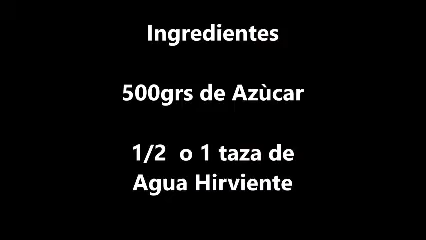 Ingredientes
500grs de Azùcar
1/2 o 1 taza de
Agua Hirviente